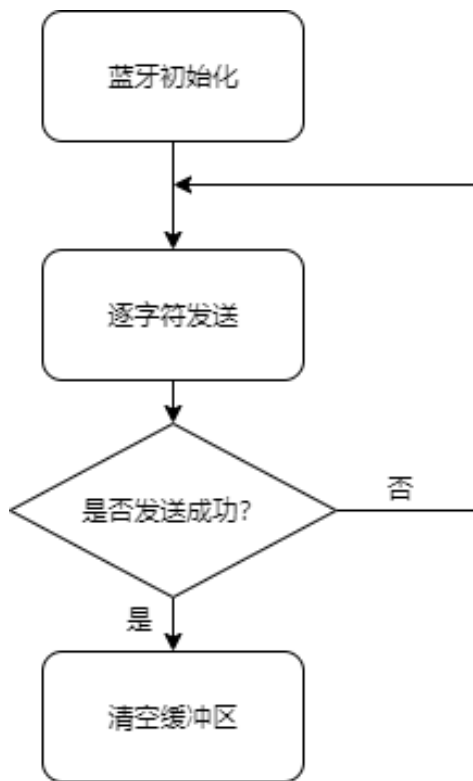 蓝牙初始化
逐字符发送
是否发送成功?
否
是
清空缓冲区